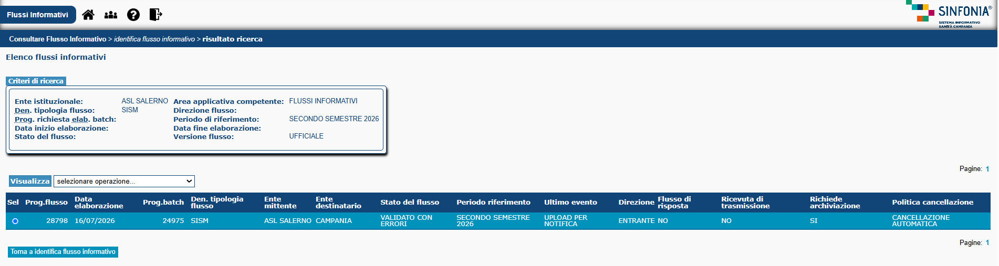 Flussi Informativi
SINFONIA®
SISTEMA INFORMATIVO
SANITÀ CAMPANIA
Consultare Flusso Informativo > identifica flusso informativo > risultato ricerca
Elenco flussi informativi
Criteri di ricerca
Ente istituzionale: ASL SALERNO Area applicativa competente: FLUSSI INFORMATIVI
Den. tipologia flusso: SISM Direzione flusso:
Prog. richiesta elab. batch: Periodo di riferimento: SECONDO SEMESTRE 2026
Data inizio elaborazione: Data fine elaborazione:
Stato del flusso: Versione flusso: UFFICIALE
Pagine: 1
Visualizza selezionare operazione...
Sel Prog.flusso Data elaborazione Prog.batch Den. tipologia flusso Ente mittente Ente destinatario Stato del flusso Periodo riferimento Ultimo evento Direzione Flusso di risposta Ricevuta di trasmissione Richiede archiviazione Politica cancellazione
28798 16/07/2026 24975 SISM ASL SALERNO CAMPANIA VALIDATO CON ERRORI SECONDO SEMESTRE 2026 UPLOAD PER NOTIFICA ENTRANTE NO NO SI CANCELLAZIONE AUTOMATICA
Pagine: 1
Torna a identifica flusso informativo